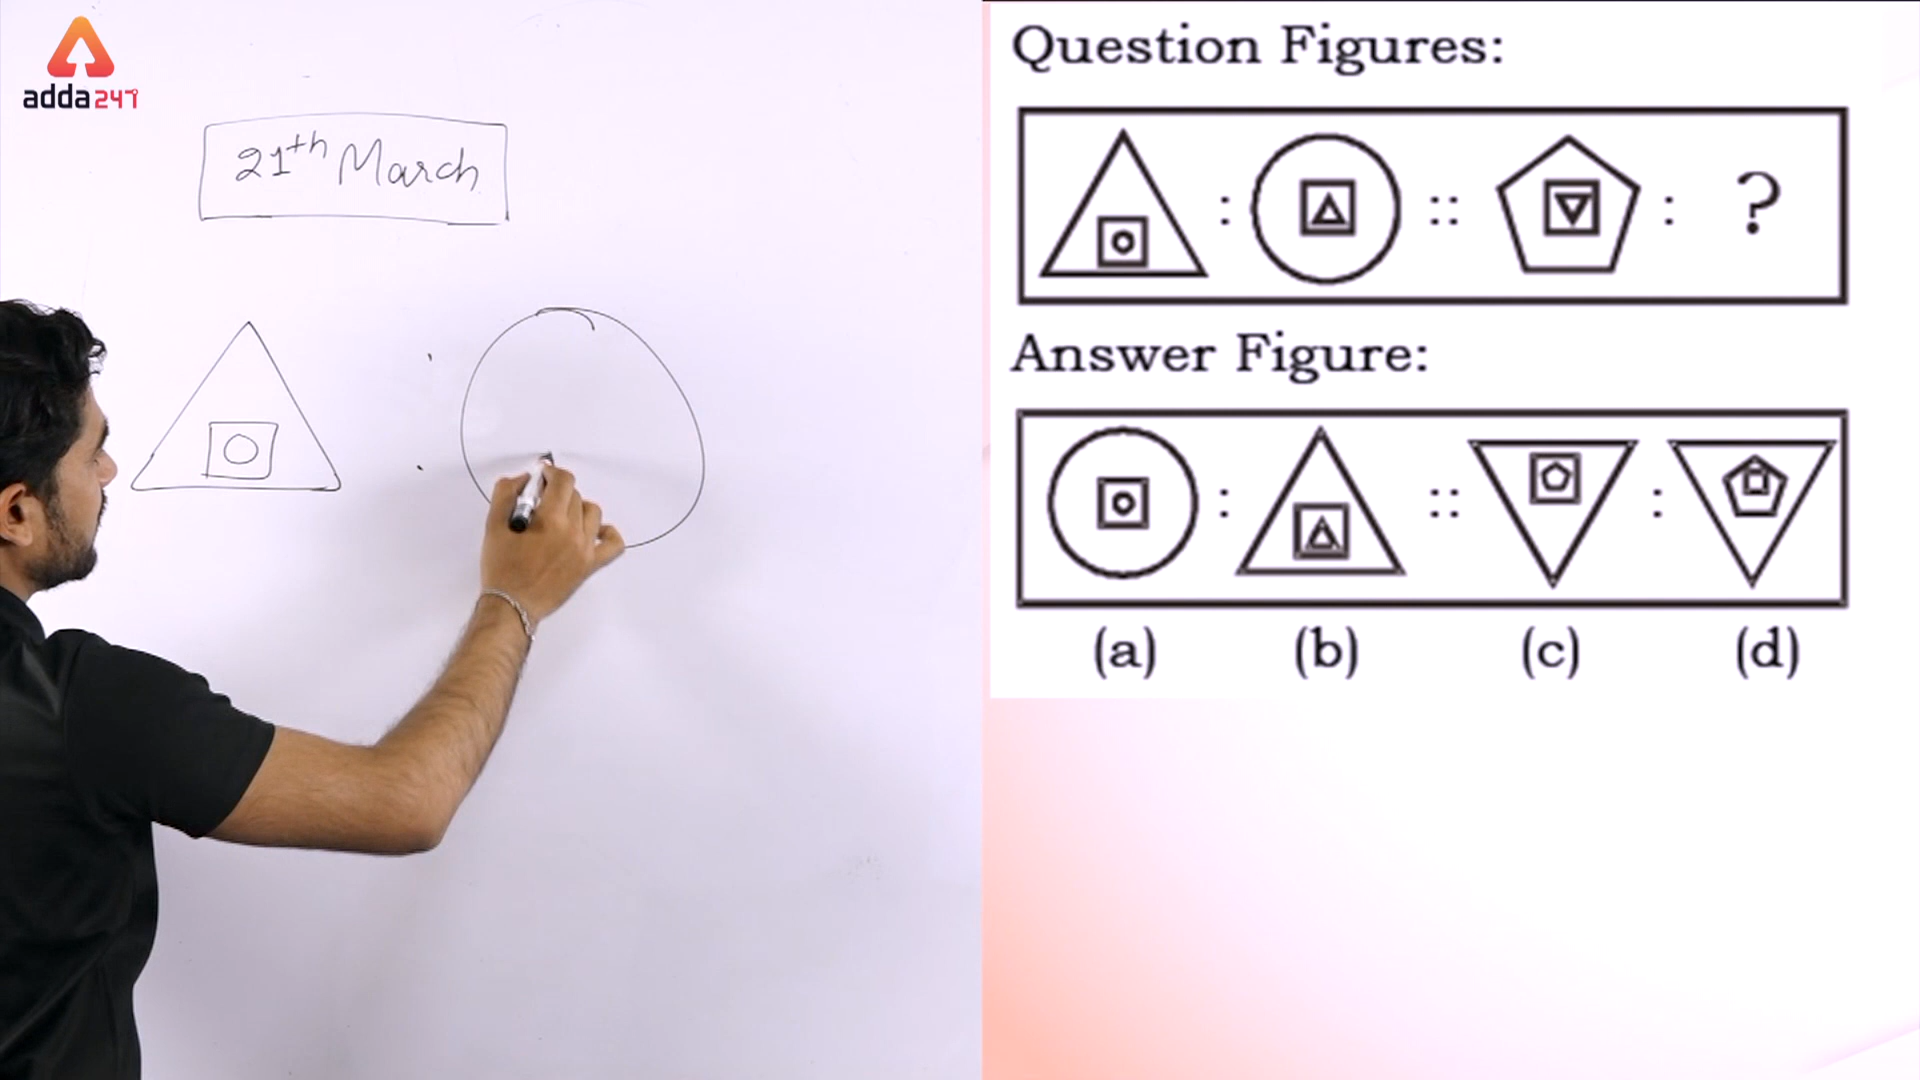 adda247
21th March
Question Figures:
: :: : ?
Answer Figure:
: :: :
(a) (b) (c) (d)